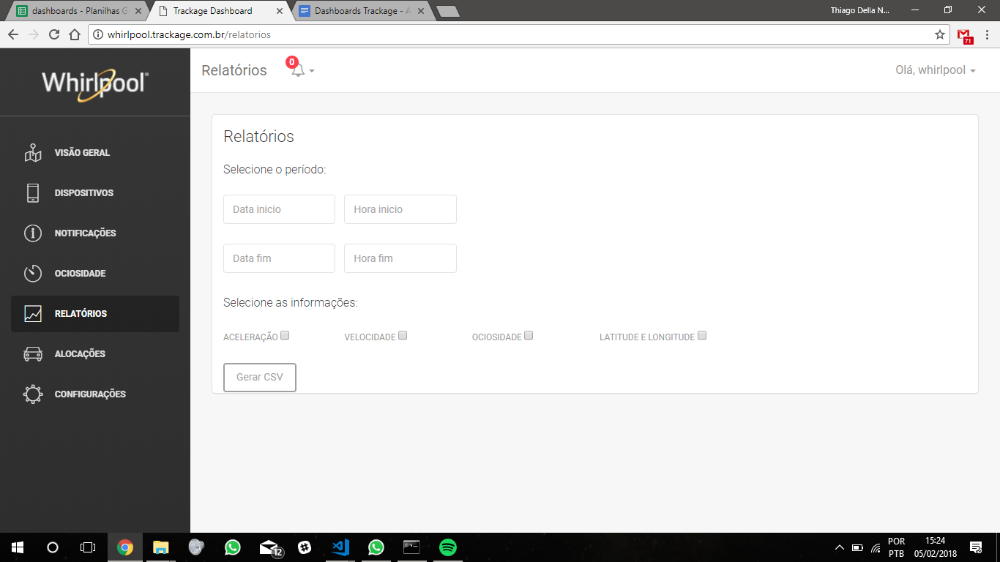 dashboards - Planilhas G
Trackage Dashboard
Dashboards Trackage - A
Thiago Della N...
whirlpool.trackage.com.br/relatorios
71
Whirlpool
Relatórios
0
Olá, whirlpool
VISÃO GERAL
DISPOSITIVOS
NOTIFICAÇÕES
OCIOSIDADE
RELATÓRIOS
ALOCAÇÕES
CONFIGURAÇÕES
Relatórios
Selecione o período:
Data inicio
Hora inicio
Data fim
Hora fim
Selecione as informações:
ACELERAÇÃO
VELOCIDADE
OCIOSIDADE
LATITUDE E LONGITUDE
Gerar CSV
12
POR
PTB
15:24
05/02/2018